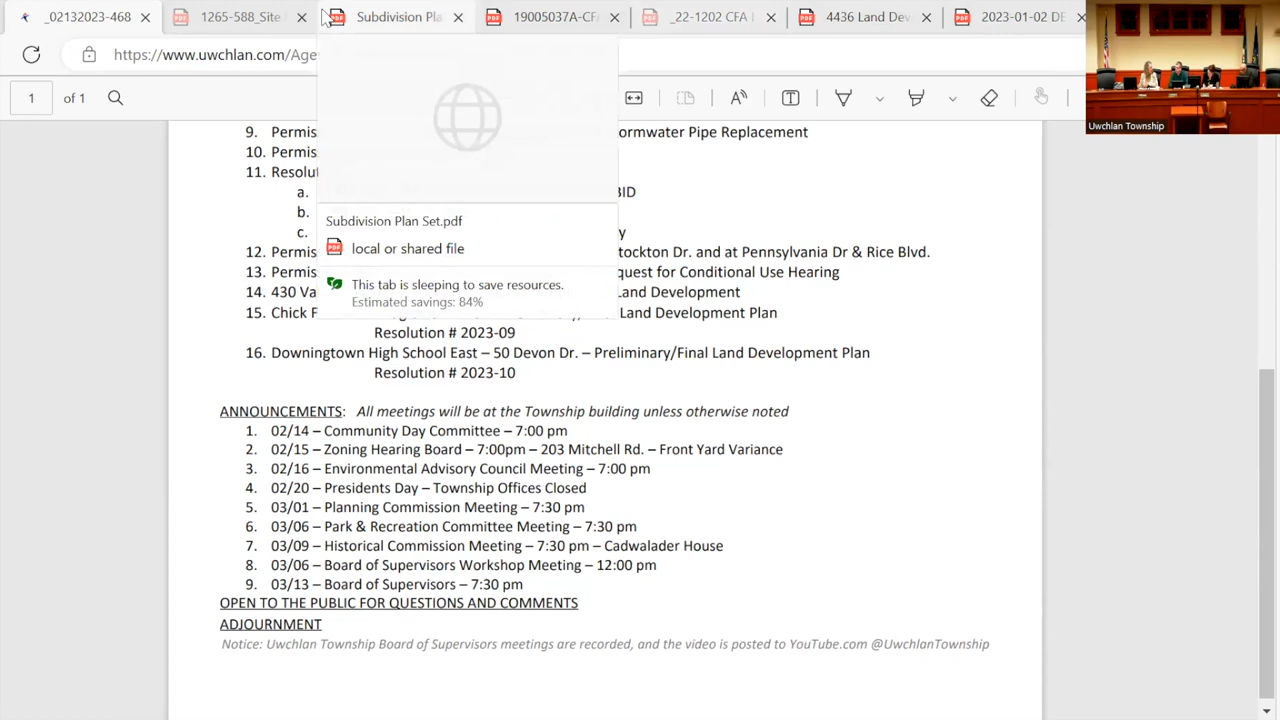 _02132023-468
1265-588_Site
Subdivision Pla
19005037A-CFA
_22-1202 CFA
4436 Land Dev
2023-01-02 DE
https://www.uwchlan.com/Age
1 of 1
Uwchlan Township
9. Permis ormwater Pipe Replacement
10. Permis
11. Resolu
a. BID
b.
c. y
Subdivision Plan Set.pdf
local or shared file
This tab is sleeping to save resources.
Estimated savings: 84%
12. Permis tockton Dr. and at Pennsylvania Dr & Rice Blvd.
13. Permis quest for Conditional Use Hearing
14. 430 Va Land Development
15. Chick F Land Development Plan
Resolution # 2023-09
16. Downingtown High School East – 50 Devon Dr. – Preliminary/Final Land Development Plan
Resolution # 2023-10
ANNOUNCEMENTS: All meetings will be at the Township building unless otherwise noted
1. 02/14 – Community Day Committee – 7:00 pm
2. 02/15 – Zoning Hearing Board – 7:00pm – 203 Mitchell Rd. – Front Yard Variance
3. 02/16 – Environmental Advisory Council Meeting – 7:00 pm
4. 02/20 – Presidents Day – Township Offices Closed
5. 03/01 – Planning Commission Meeting – 7:30 pm
6. 03/06 – Park & Recreation Committee Meeting – 7:30 pm
7. 03/09 – Historical Commission Meeting – 7:30 pm – Cadwalader House
8. 03/06 – Board of Supervisors Workshop Meeting – 12:00 pm
9. 03/13 – Board of Supervisors – 7:30 pm
OPEN TO THE PUBLIC FOR QUESTIONS AND COMMENTS
ADJOURNMENT
Notice: Uwchlan Township Board of Supervisors meetings are recorded, and the video is posted to YouTube.com @UwchlanTownship